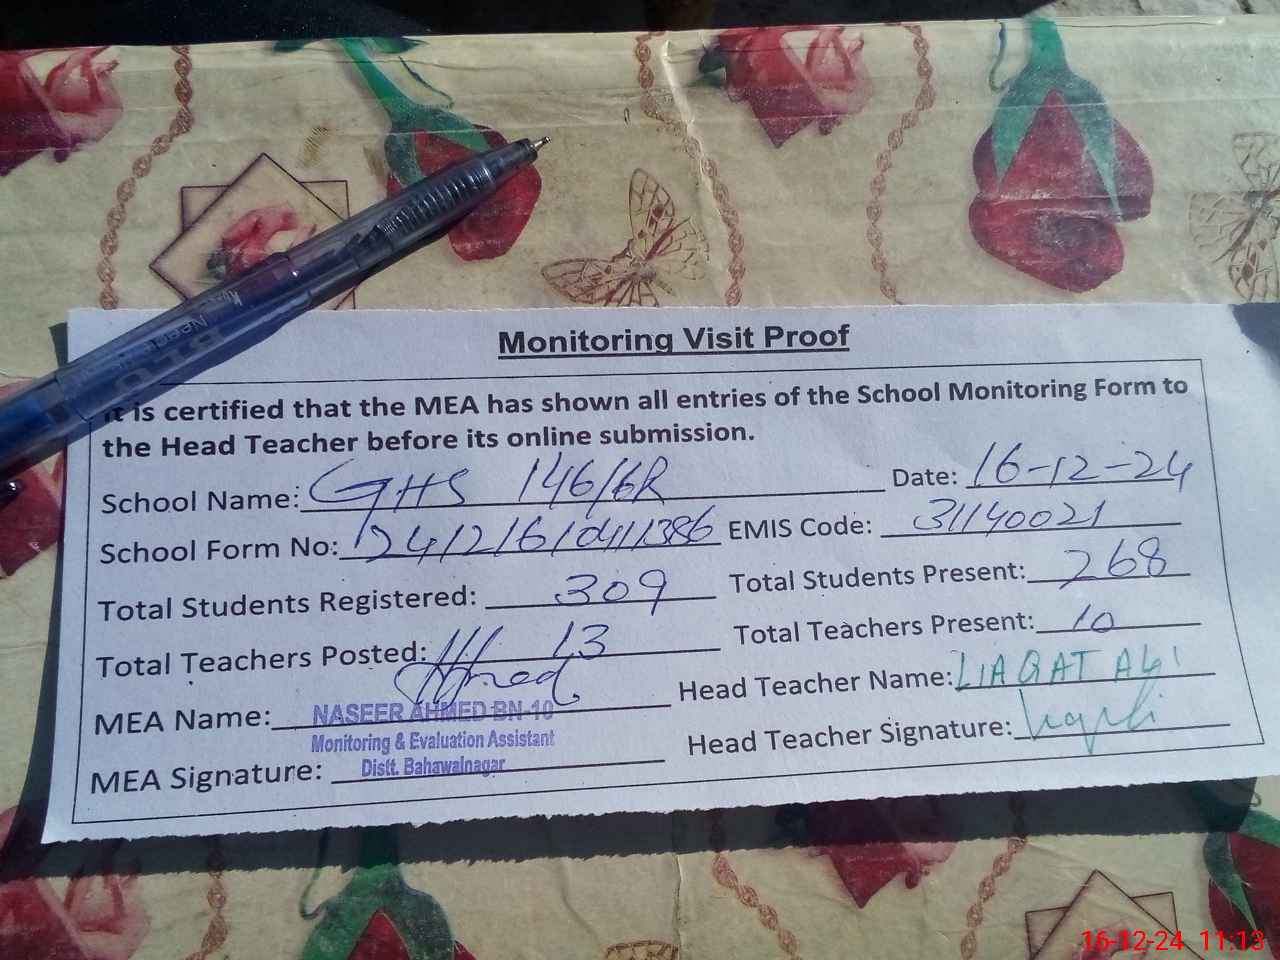 Monitoring Visit Proof
It is certified that the MEA has shown all entries of the School Monitoring Form to
the Head Teacher before its online submission.
School Name: GHS 146/6R Date: 16-12-24
School Form No: EMIS Code: 31140021
Total Students Registered: 309 Total Students Present: 268
Total Teachers Posted: 13 Total Teachers Present: 10
MEA Name: NASEER AHMED BN-10 Head Teacher Name: LIAQAT ALI
Monitoring & Evaluation Assistant
MEA Signature: Distt. Bahawalnagar Head Teacher Signature:
16-12-24 11:13